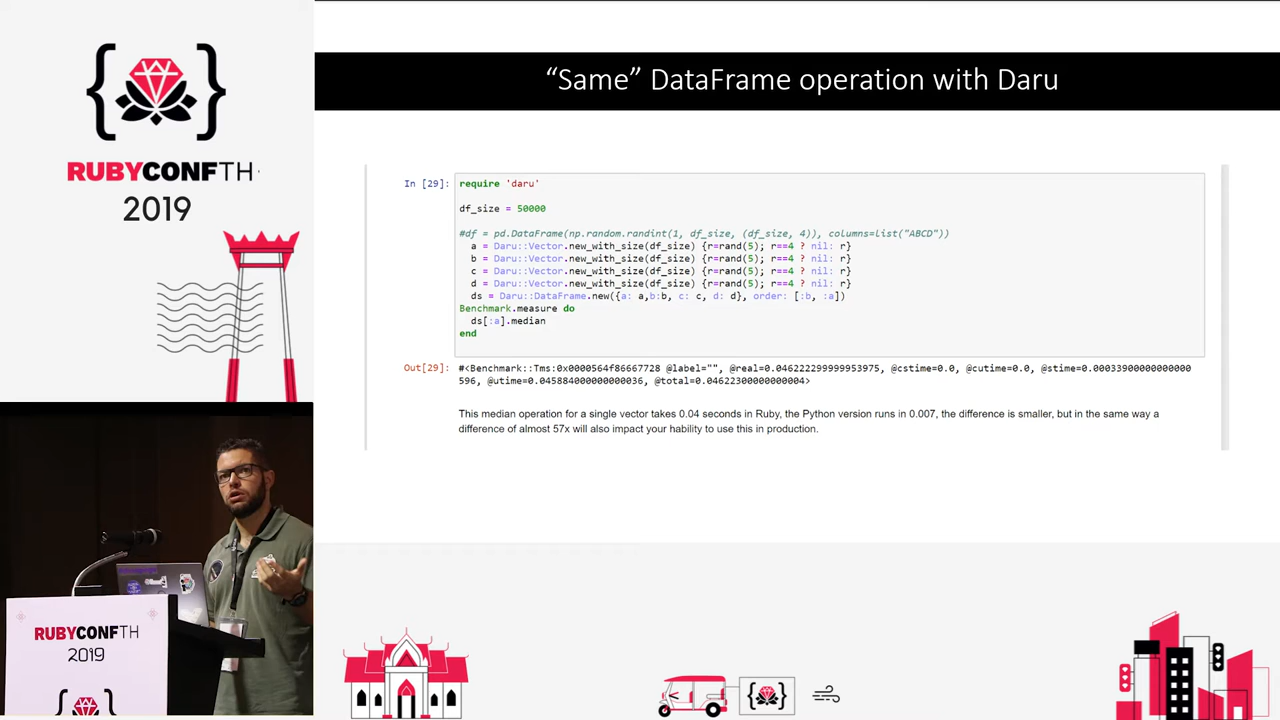 RUBYCONFTH
2019
“Same” DataFrame operation with Daru
In [29]:
require 'daru'
df_size = 50000
#df = pd.DataFrame(np.random.randint(1, df_size, (df_size, 4)), columns=list("ABCD"))
a = Daru::Vector.new_with_size(df_size) {r=rand(5); r==4 ? nil: r}
b = Daru::Vector.new_with_size(df_size) {r=rand(5); r==4 ? nil: r}
c = Daru::Vector.new_with_size(df_size) {r=rand(5); r==4 ? nil: r}
d = Daru::Vector.new_with_size(df_size) {r=rand(5); r==4 ? nil: r}
ds = Daru::DataFrame.new({a: a,b:b, c: c, d: d}, order: [:b, :a])
Benchmark.measure do
ds[:a].median
end
Out[29]:
#<Benchmark::Tms:0x0000564f86667728 @label="", @real=0.046222299999953975, @cstime=0.0, @cutime=0.0, @stime=0.00033900000000000
596, @utime=0.045884000000000036, @total=0.04622300000000004>
This median operation for a single vector takes 0.04 seconds in Ruby, the Python version runs in 0.007, the difference is smaller, but in the same way a
difference of almost 57x will also impact your hability to use this in production.
RUBYCONFTH
2019